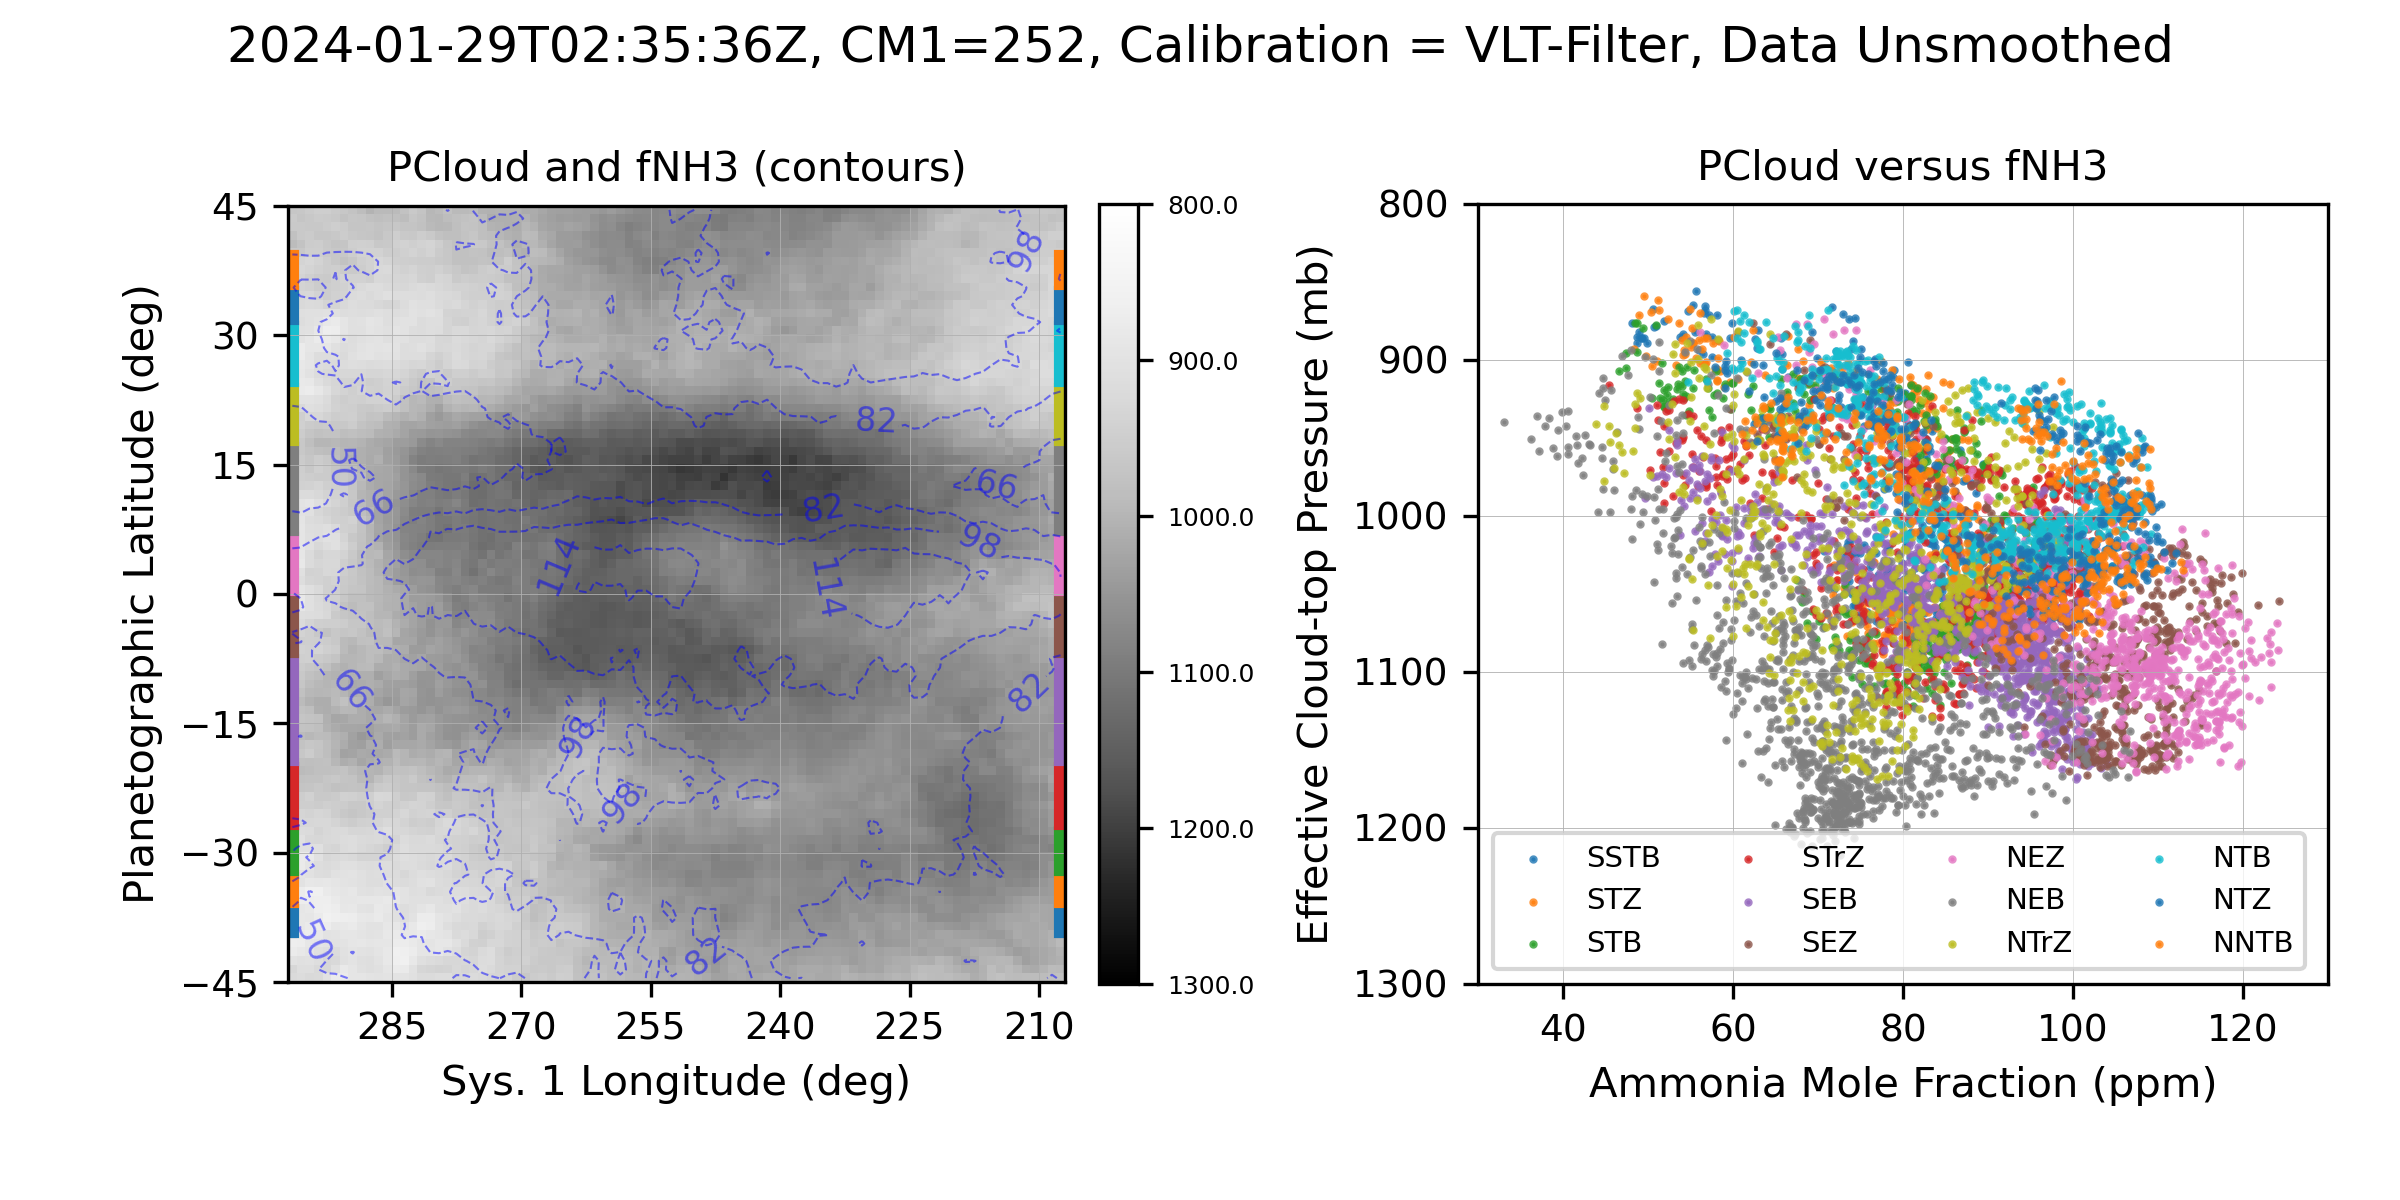 2024-01-29T02:35:36Z, CM1=252, Calibration = VLT-Filter, Data Unsmoothed
PCloud and fNH3 (contours)
Planetographic Latitude (deg)
45
30
15
0
−15
−30
−45
285
270
255
240
225
210
Sys. 1 Longitude (deg)
98
82
50
66
66
82
98
114
114
66
82
98
98
50
82
800.0
900.0
1000.0
1100.0
1200.0
1300.0
PCloud versus fNH3
Effective Cloud-top Pressure (mb)
800
900
1000
1100
1200
1300
40
60
80
100
120
Ammonia Mole Fraction (ppm)
SSTB
STZ
STB
STrZ
SEB
SEZ
NEZ
NEB
NTrZ
NTB
NTZ
NNTB